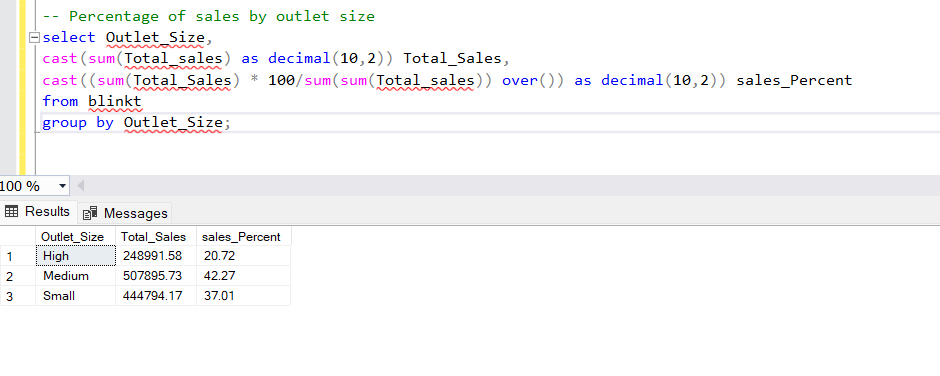 -- Percentage of sales by outlet size
select Outlet_Size,
cast(sum(Total_sales) as decimal(10,2)) Total_Sales,
cast((sum(Total_Sales) * 100/sum(sum(Total_sales)) over()) as decimal(10,2)) sales_Percent
from blinkt
group by Outlet_Size;
100 %
Results Messages
Outlet_Size Total_Sales sales_Percent
1 High 248991.58 20.72
2 Medium 507895.73 42.27
3 Small 444794.17 37.01